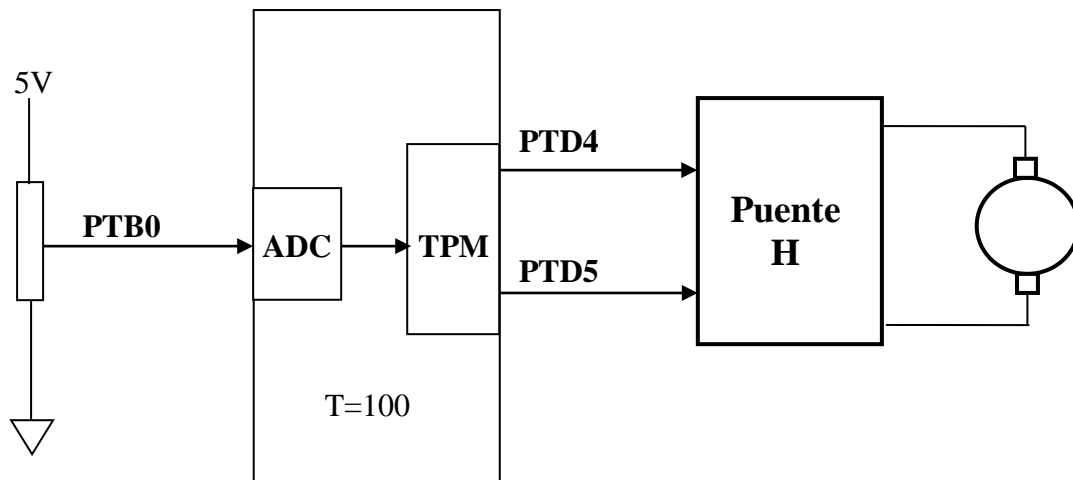 5V
PTB0
ADC
TPM
T=100
PTD4
PTD5
Puente
H